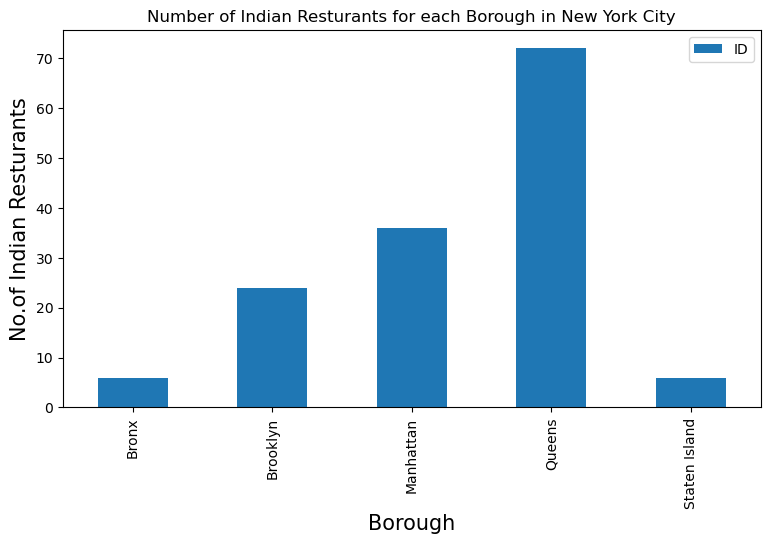 Number of Indian Resturants for each Borough in New York City
ID
No.of Indian Resturants
70
60
50
40
30
20
10
0
Bronx
Brooklyn
Manhattan
Queens
Staten Island
Borough